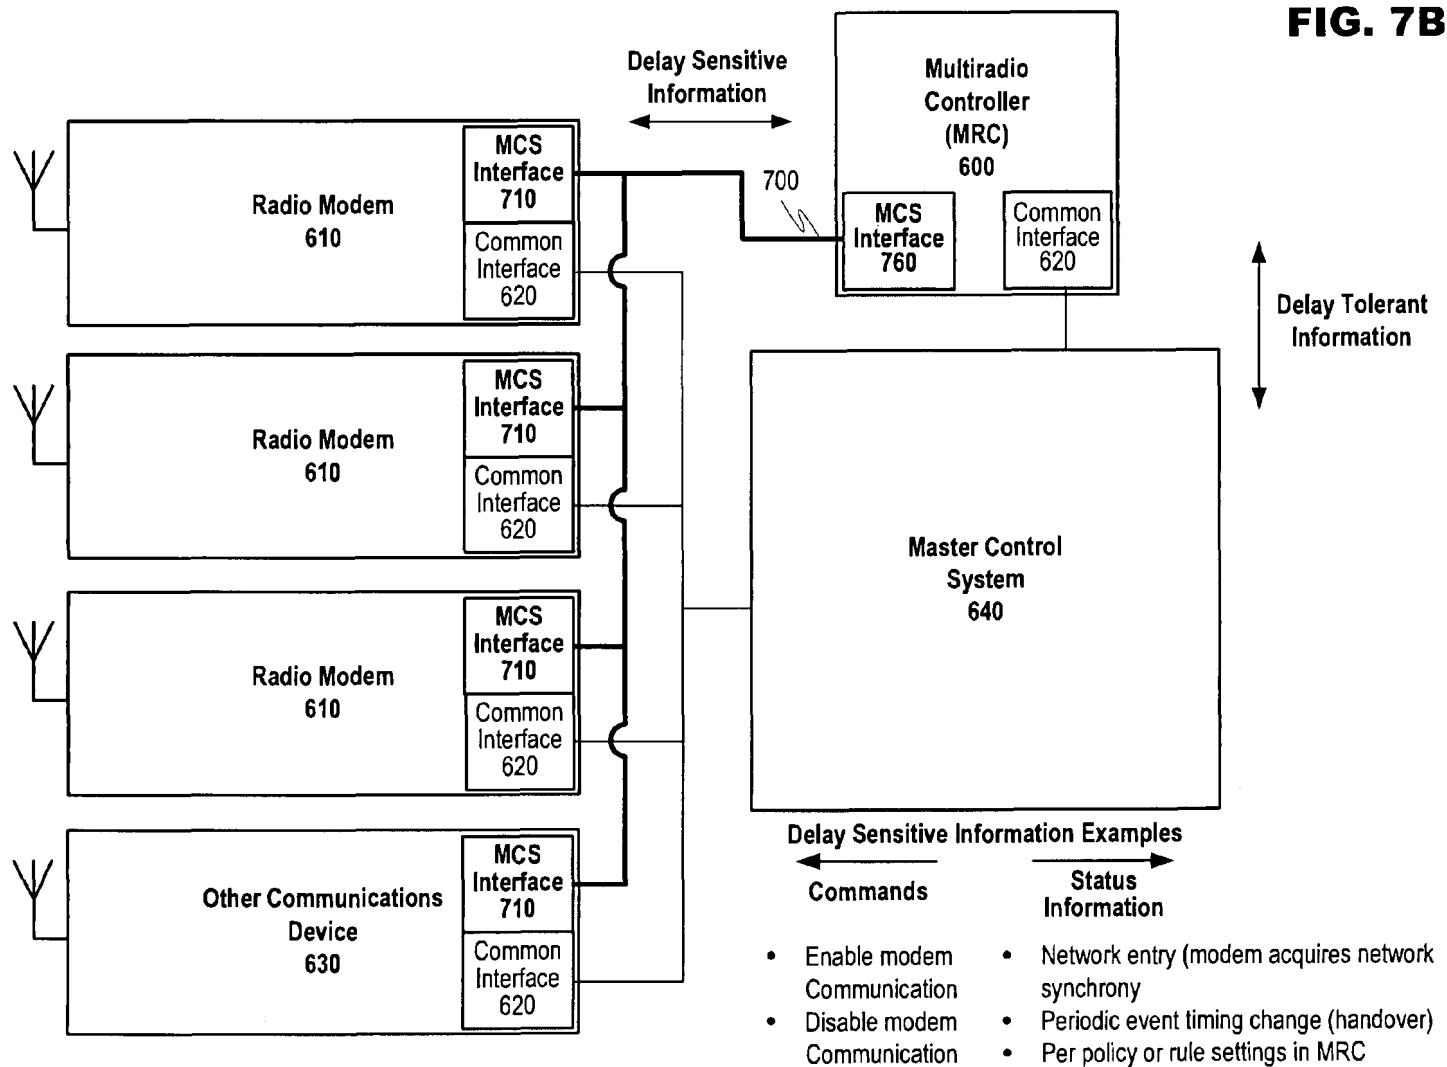 FIG. 7B
Delay Sensitive
Information
Multiradio
Controller
(MRC)
600
700
MCS
Interface
760
Common
Interface
620
Delay Tolerant
Information
Radio Modem
610
MCS
Interface
710
Common
Interface
620
Radio Modem
610
MCS
Interface
710
Common
Interface
620
Master Control
System
640
Radio Modem
610
MCS
Interface
710
Common
Interface
620
Other Communications
Device
630
MCS
Interface
710
Common
Interface
620
Delay Sensitive Information Examples
Commands
• Enable modem
Communication
• Disable modem
Communication
Status
Information
• Network entry (modem acquires network
synchrony
• Periodic event timing change (handover)
• Per policy or rule settings in MRC